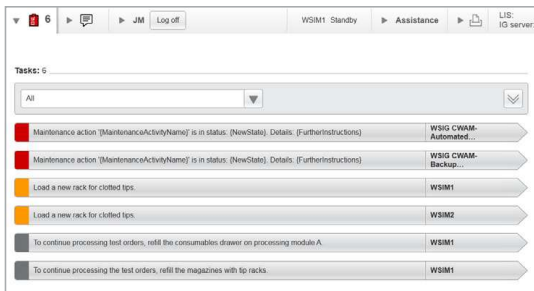 6 JM Log off WSIM1 Standby Assistance LIS:
IG server:
Tasks: 6
All
Maintenance action '{MaintenanceActivityName}' is in status: {NewState}. Details: {FurtherInstructions} WSIG CWAM-
Automated...
Maintenance action '{MaintenanceActivityName}' is in status: {NewState}. Details: {FurtherInstructions} WSIG CWAM-
Backup...
Load a new rack for clotted tips. WSIM1
Load a new rack for clotted tips. WSIM2
To continue processing test orders, refill the consumables drawer on processing module A. WSIM1
To continue processing the test orders, refill the magazines with tip racks. WSIM1